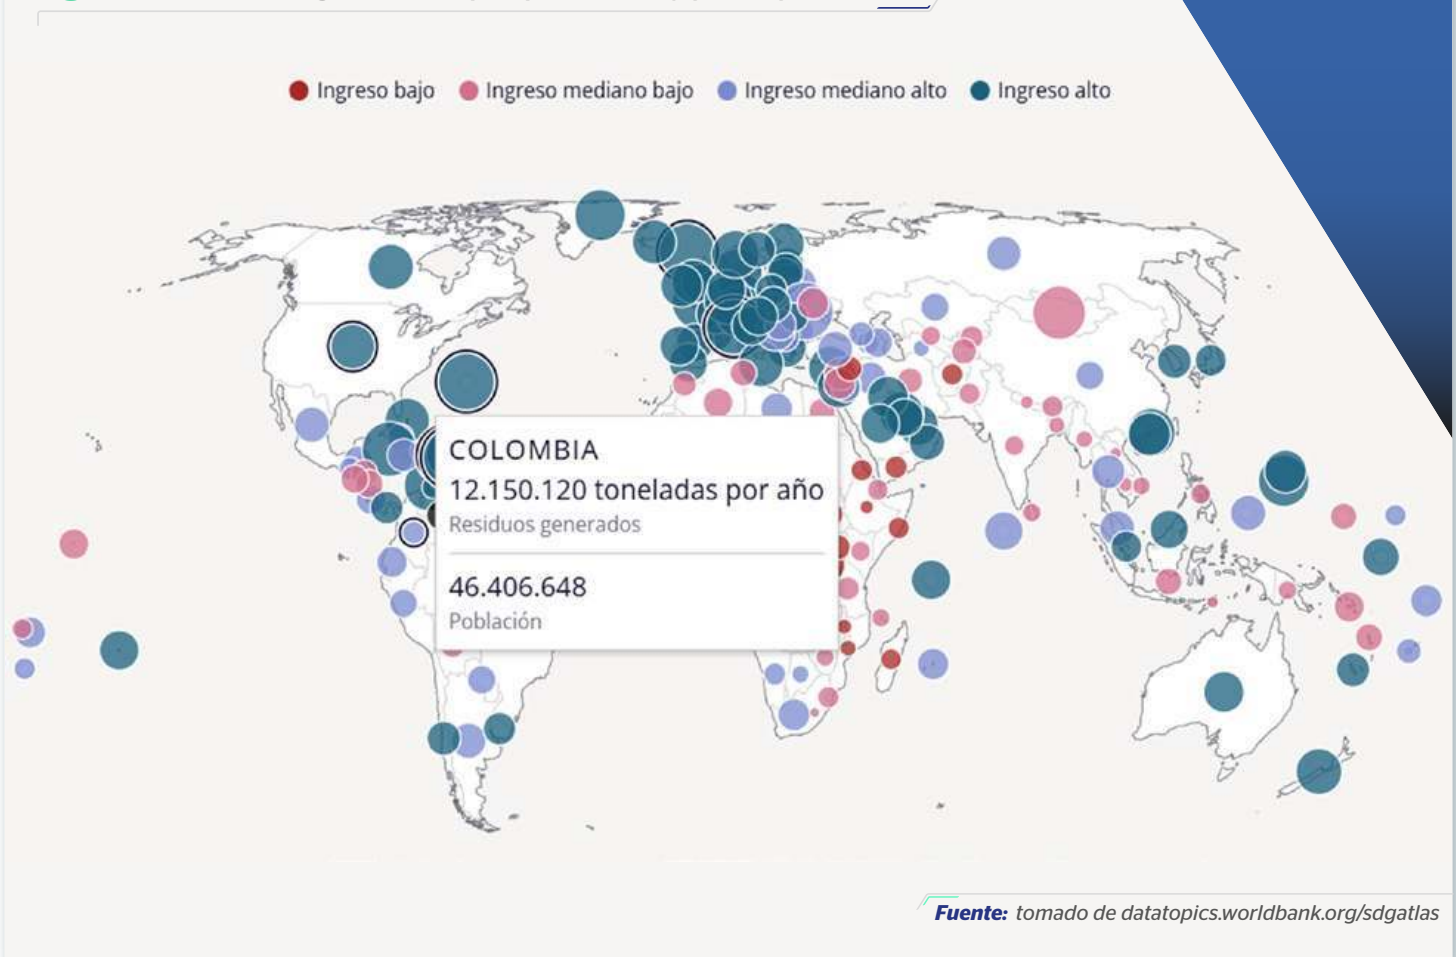 Ingreso bajo Ingreso mediano bajo Ingreso mediano alto Ingreso alto
COLOMBIA
12.150.120 toneladas por año
Residuos generados
46.406.648
Población
Fuente: tomado de datatopics.worldbank.org/sdgatlas